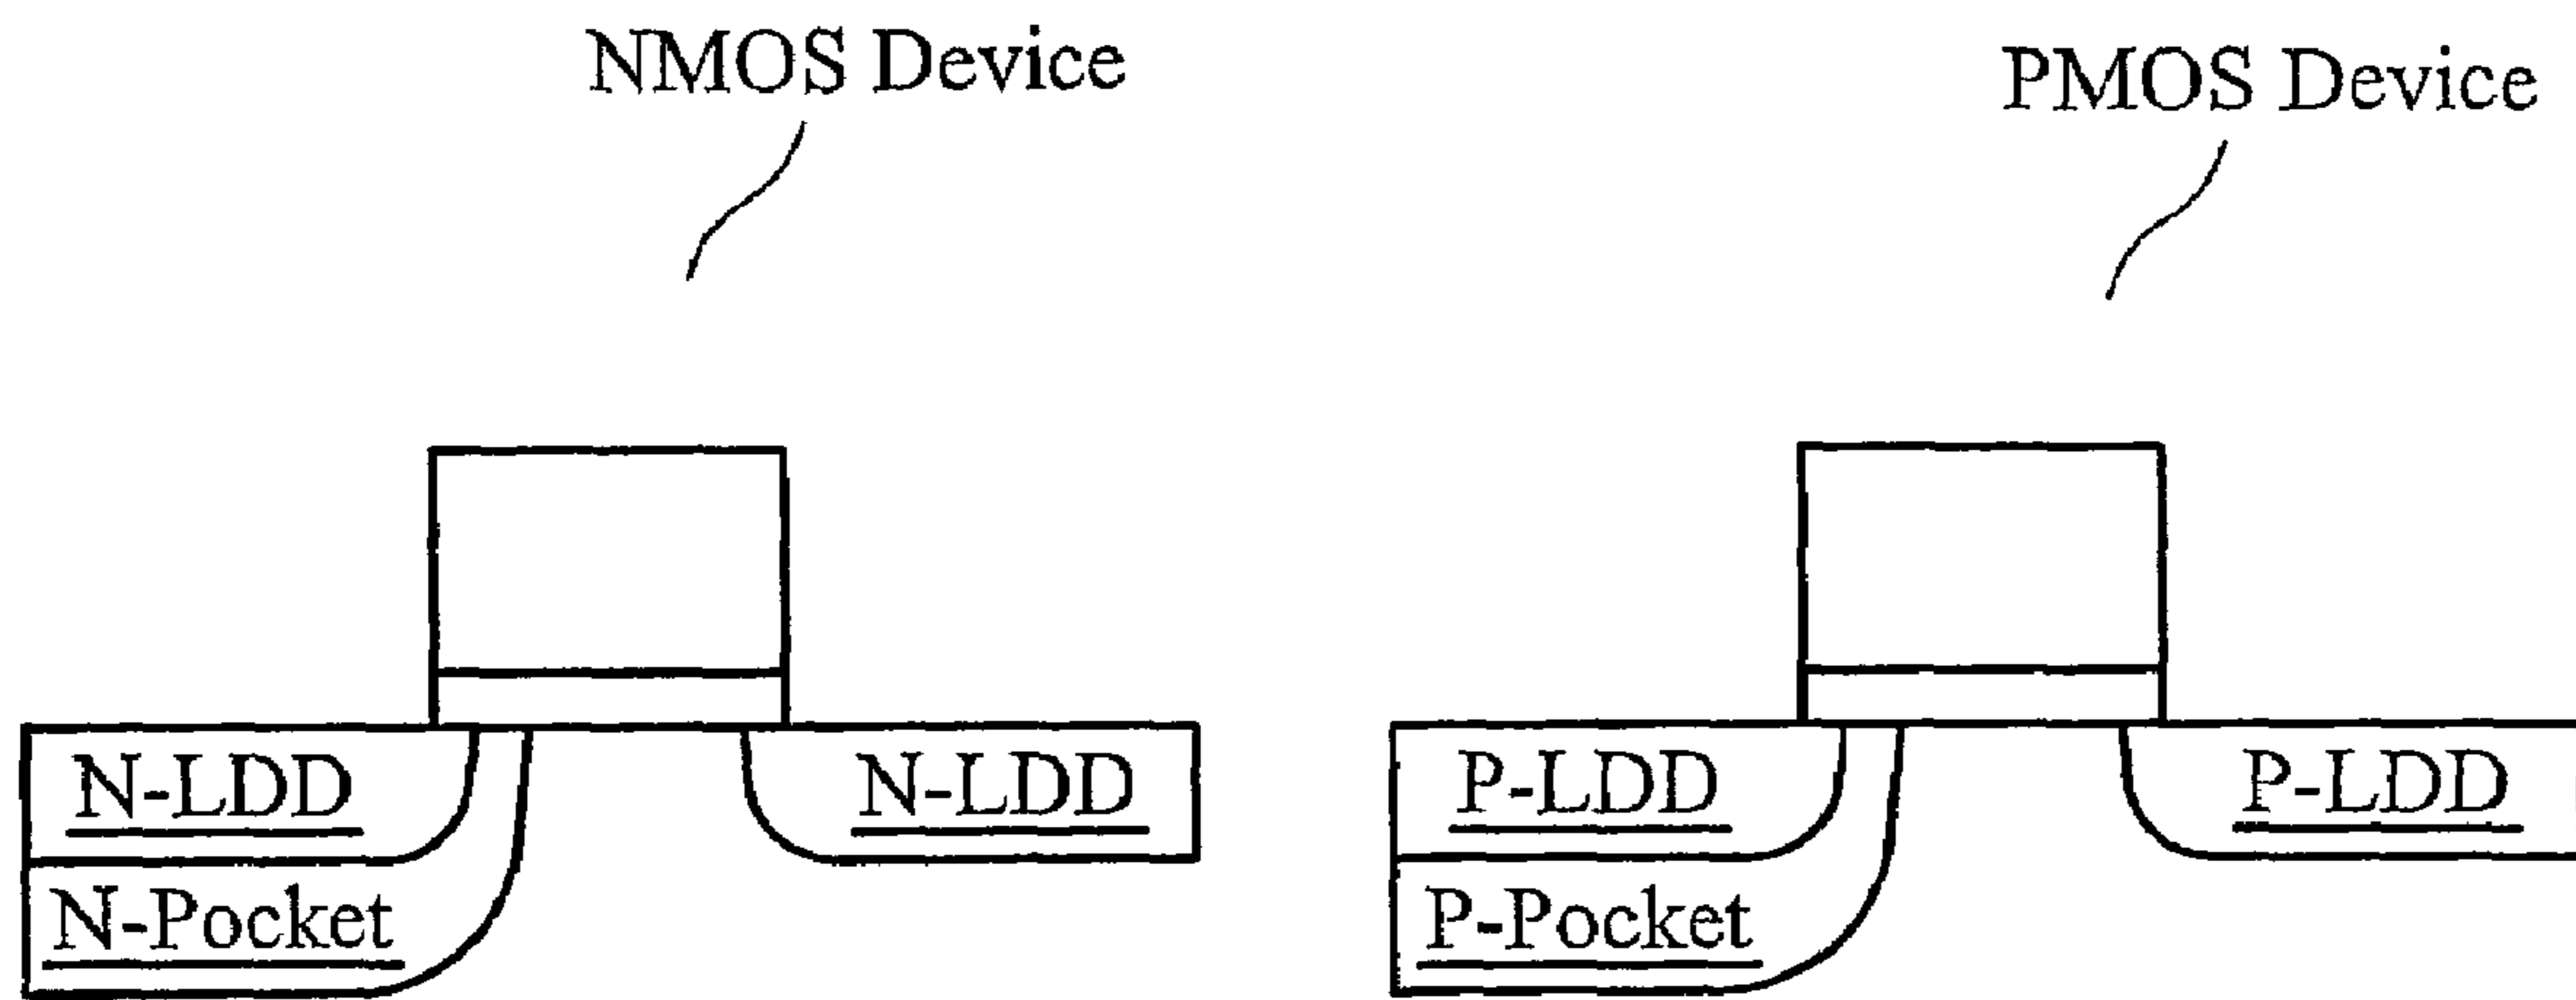 NMOS Device
PMOS Device
N-LDD
N-LDD
P-LDD
P-LDD
N-Pocket
P-Pocket